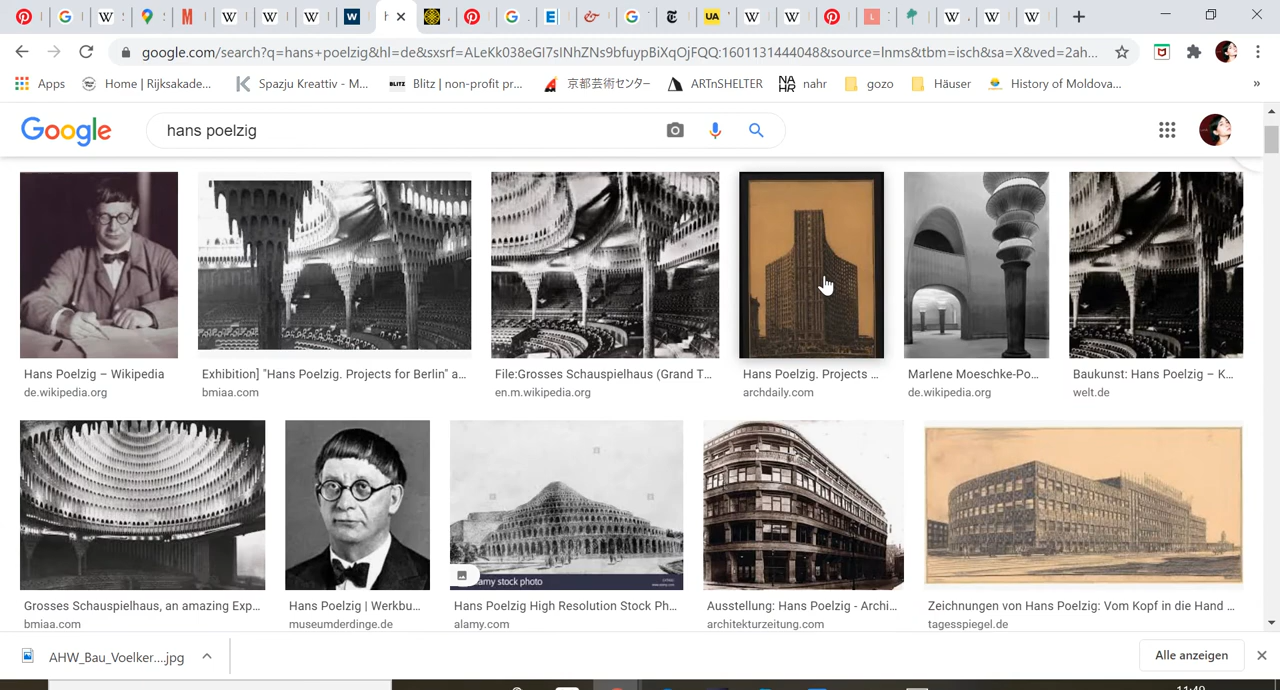 google.com/search?q=hans+poelzig&hl=de&sxsrf=ALeKk038eGI7sINhZNs9bfuypBiXqOjFQQ:1601131444048&source=lnms&tbm=isch&sa=X&ved=2ah...
Apps Home | Rijksakade... Spazju Kreattiv - M... BLITZ Blitz | non-profit pr... 京都芸術センター ARTnSHELTER NA HR nahr gozo Häuser History of Moldova... »
Google hans poelzig
Hans Poelzig – Wikipedia
de.wikipedia.org
Exhibition] "Hans Poelzig. Projects for Berlin" a...
bmiaa.com
File:Grosses Schauspielhaus (Grand T...
en.m.wikipedia.org
Hans Poelzig. Projects ...
archdaily.com
Marlene Moeschke-Po...
de.wikipedia.org
Baukunst: Hans Poelzig – K...
welt.de
alamy stock photo
Grosses Schauspielhaus, an amazing Exp...
bmiaa.com
Hans Poelzig | Werkbu...
museumderdinge.de
Hans Poelzig High Resolution Stock Ph...
alamy.com
Ausstellung: Hans Poelzig - Archi...
architekturzeitung.com
Zeichnungen von Hans Poelzig: Vom Kopf in die Hand ...
tagesspiegel.de
AHW_Bau_Voelker....jpg
Alle anzeigen